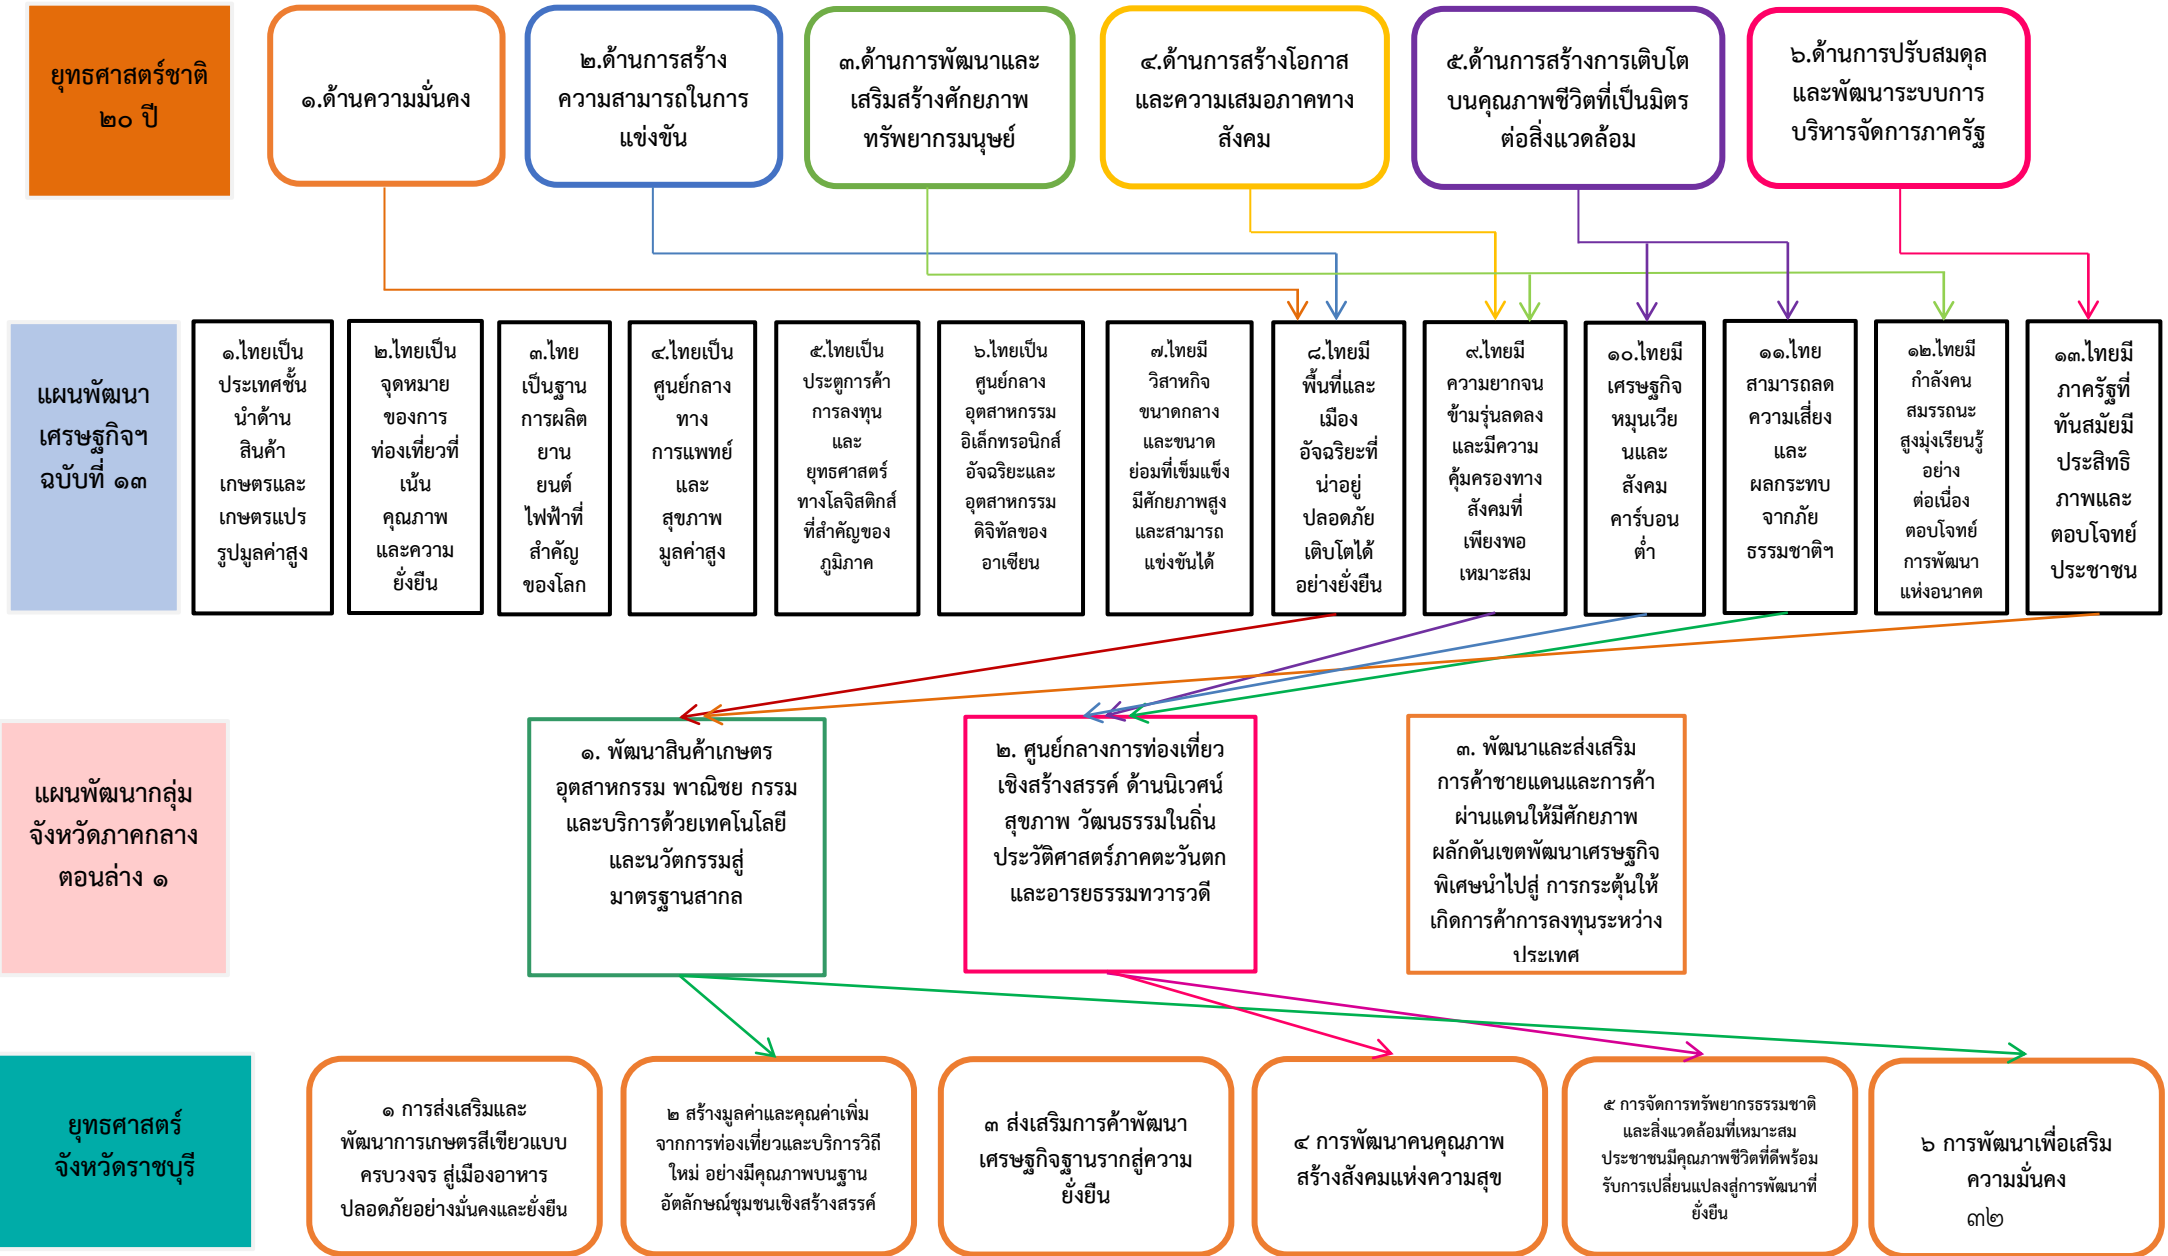 ยุทธศาสตร์ชาติ
๒๐ ปี
๑.ด้านความมั่นคง
๒.ด้านการสร้าง
ความสามารถในการ
แข่งขัน
๓.ด้านการพัฒนาและ
เสริมสร้างศักยภาพ
ทรัพยากรมนุษย์
๔.ด้านการสร้างโอกาส
และความเสมอภาคทาง
สังคม
๕.ด้านการสร้างการเติบโต
บนคุณภาพชีวิตที่เป็นมิตร
ต่อสิ่งแวดล้อม
๖.ด้านการปรับสมดุล
และพัฒนาระบบการ
บริหารจัดการภาครัฐ
แผนพัฒนา
เศรษฐกิจฯ
ฉบับที่ ๑๓
๑.ไทยเป็น
ประเทศชั้น
นำด้าน
สินค้า
เกษตรและ
เกษตรแปร
รูปมูลค่าสูง
๒.ไทยเป็น
จุดหมาย
ของการ
ท่องเที่ยวที่
เน้น
คุณภาพ
และความ
ยั่งยืน
๓.ไทย
เป็นฐาน
การผลิต
ยาน
ยนต์
ไฟฟ้าที่
สำคัญ
ของโลก
๔.ไทยเป็น
ศูนย์กลาง
ทาง
การแพทย์
และ
สุขภาพ
มูลค่าสูง
๕.ไทยเป็น
ประตูการค้า
การลงทุน
และ
ยุทธศาสตร์
ทางโลจิสติกส์
ที่สำคัญของ
ภูมิภาค
๖.ไทยเป็น
ศูนย์กลาง
อุตสาหกรรม
อิเล็กทรอนิกส์
อัจฉริยะและ
อุตสาหกรรม
ดิจิทัลของ
อาเซียน
๗.ไทยมี
วิสาหกิจ
ขนาดกลาง
และขนาด
ย่อมที่เข็มแข็ง
มีศักยภาพสูง
และสามารถ
แข่งขันได้
๘.ไทยมี
พื้นที่และ
เมือง
อัจฉริยะที่
น่าอยู่
ปลอดภัย
เติบโตได้
อย่างยั่งยืน
๙.ไทยมี
ความยากจน
ข้ามรุ่นลดลง
และมีความ
คุ้มครองทาง
สังคมที่
เพียงพอ
เหมาะสม
๑๐.ไทยมี
เศรษฐกิจ
หมุนเวีย
นและ
สังคม
คาร์บอน
ต่ำ
๑๑.ไทย
สามารถลด
ความเสี่ยง
และ
ผลกระทบ
จากภัย
ธรรมชาติฯ
๑๒.ไทยมี
กำลังคน
สมรรถนะ
สูงมุ่งเรียนรู้
อย่าง
ต่อเนื่อง
ตอบโจทย์
การพัฒนา
แห่งอนาคต
๑๓.ไทยมี
ภาครัฐที่
ทันสมัยมี
ประสิทธิ
ภาพและ
ตอบโจทย์
ประชาชน
แผนพัฒนากลุ่ม
จังหวัดภาคกลาง
ตอนล่าง ๑
๑. พัฒนาสินค้าเกษตร
อุตสาหกรรม พาณิชย กรรม
และบริการด้วยเทคโนโลยี
และนวัตกรรมสู่
มาตรฐานสากล
๒. ศูนย์กลางการท่องเที่ยว
เชิงสร้างสรรค์ ด้านนิเวศน์
สุขภาพ วัฒนธรรมในถิ่น
ประวัติศาสตร์ภาคตะวันตก
และอารยธรรมทวารวดี
๓. พัฒนาและส่งเสริม
การค้าชายแดนและการค้า
ผ่านแดนให้มีศักยภาพ
ผลักดันเขตพัฒนาเศรษฐกิจ
พิเศษนำไปสู่ การกระตุ้นให้
เกิดการค้าการลงทุนระหว่าง
ประเทศ
ยุทธศาสตร์
จังหวัดราชบุรี
๑ การส่งเสริมและ
พัฒนาการเกษตรสีเขียวแบบ
ครบวงจร สู่เมืองอาหาร
ปลอดภัยอย่างมั่นคงและยั่งยืน
๒ สร้างมูลค่าและคุณค่าเพิ่ม
จากการท่องเที่ยวและบริการวิถี
ใหม่ อย่างมีคุณภาพบนฐาน
อัตลักษณ์ชุมชนเชิงสร้างสรรค์
๓ ส่งเสริมการค้าพัฒนา
เศรษฐกิจฐานรากสู่ความ
ยั่งยืน
๔ การพัฒนาคนคุณภาพ
สร้างสังคมแห่งความสุข
๕ การจัดการทรัพยากรธรรมชาติ
และสิ่งแวดล้อมที่เหมาะสม
ประชาชนมีคุณภาพชีวิตที่ดีพร้อม
รับการเปลี่ยนแปลงสู่การพัฒนาที่
ยั่งยืน
๖ การพัฒนาเพื่อเสริม
ความมั่นคง
๓๒